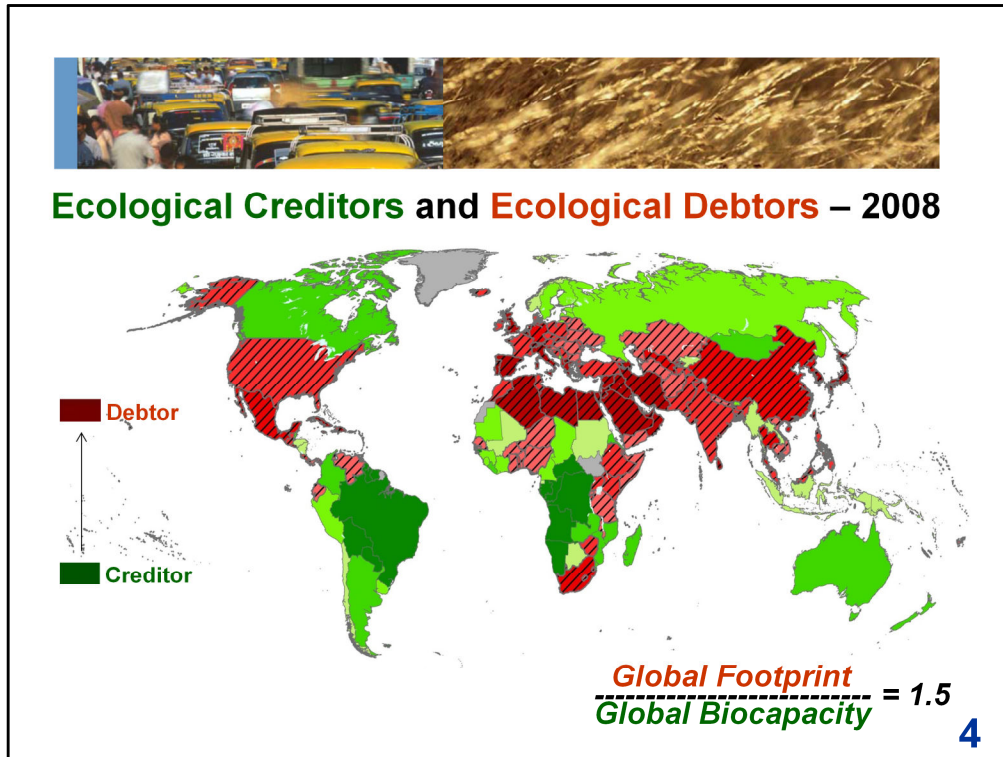 Ecological Creditors and Ecological Debtors – 2008
Debtor
Creditor
Global Footprint
--------------------------- = 1.5
Global Biocapacity
4